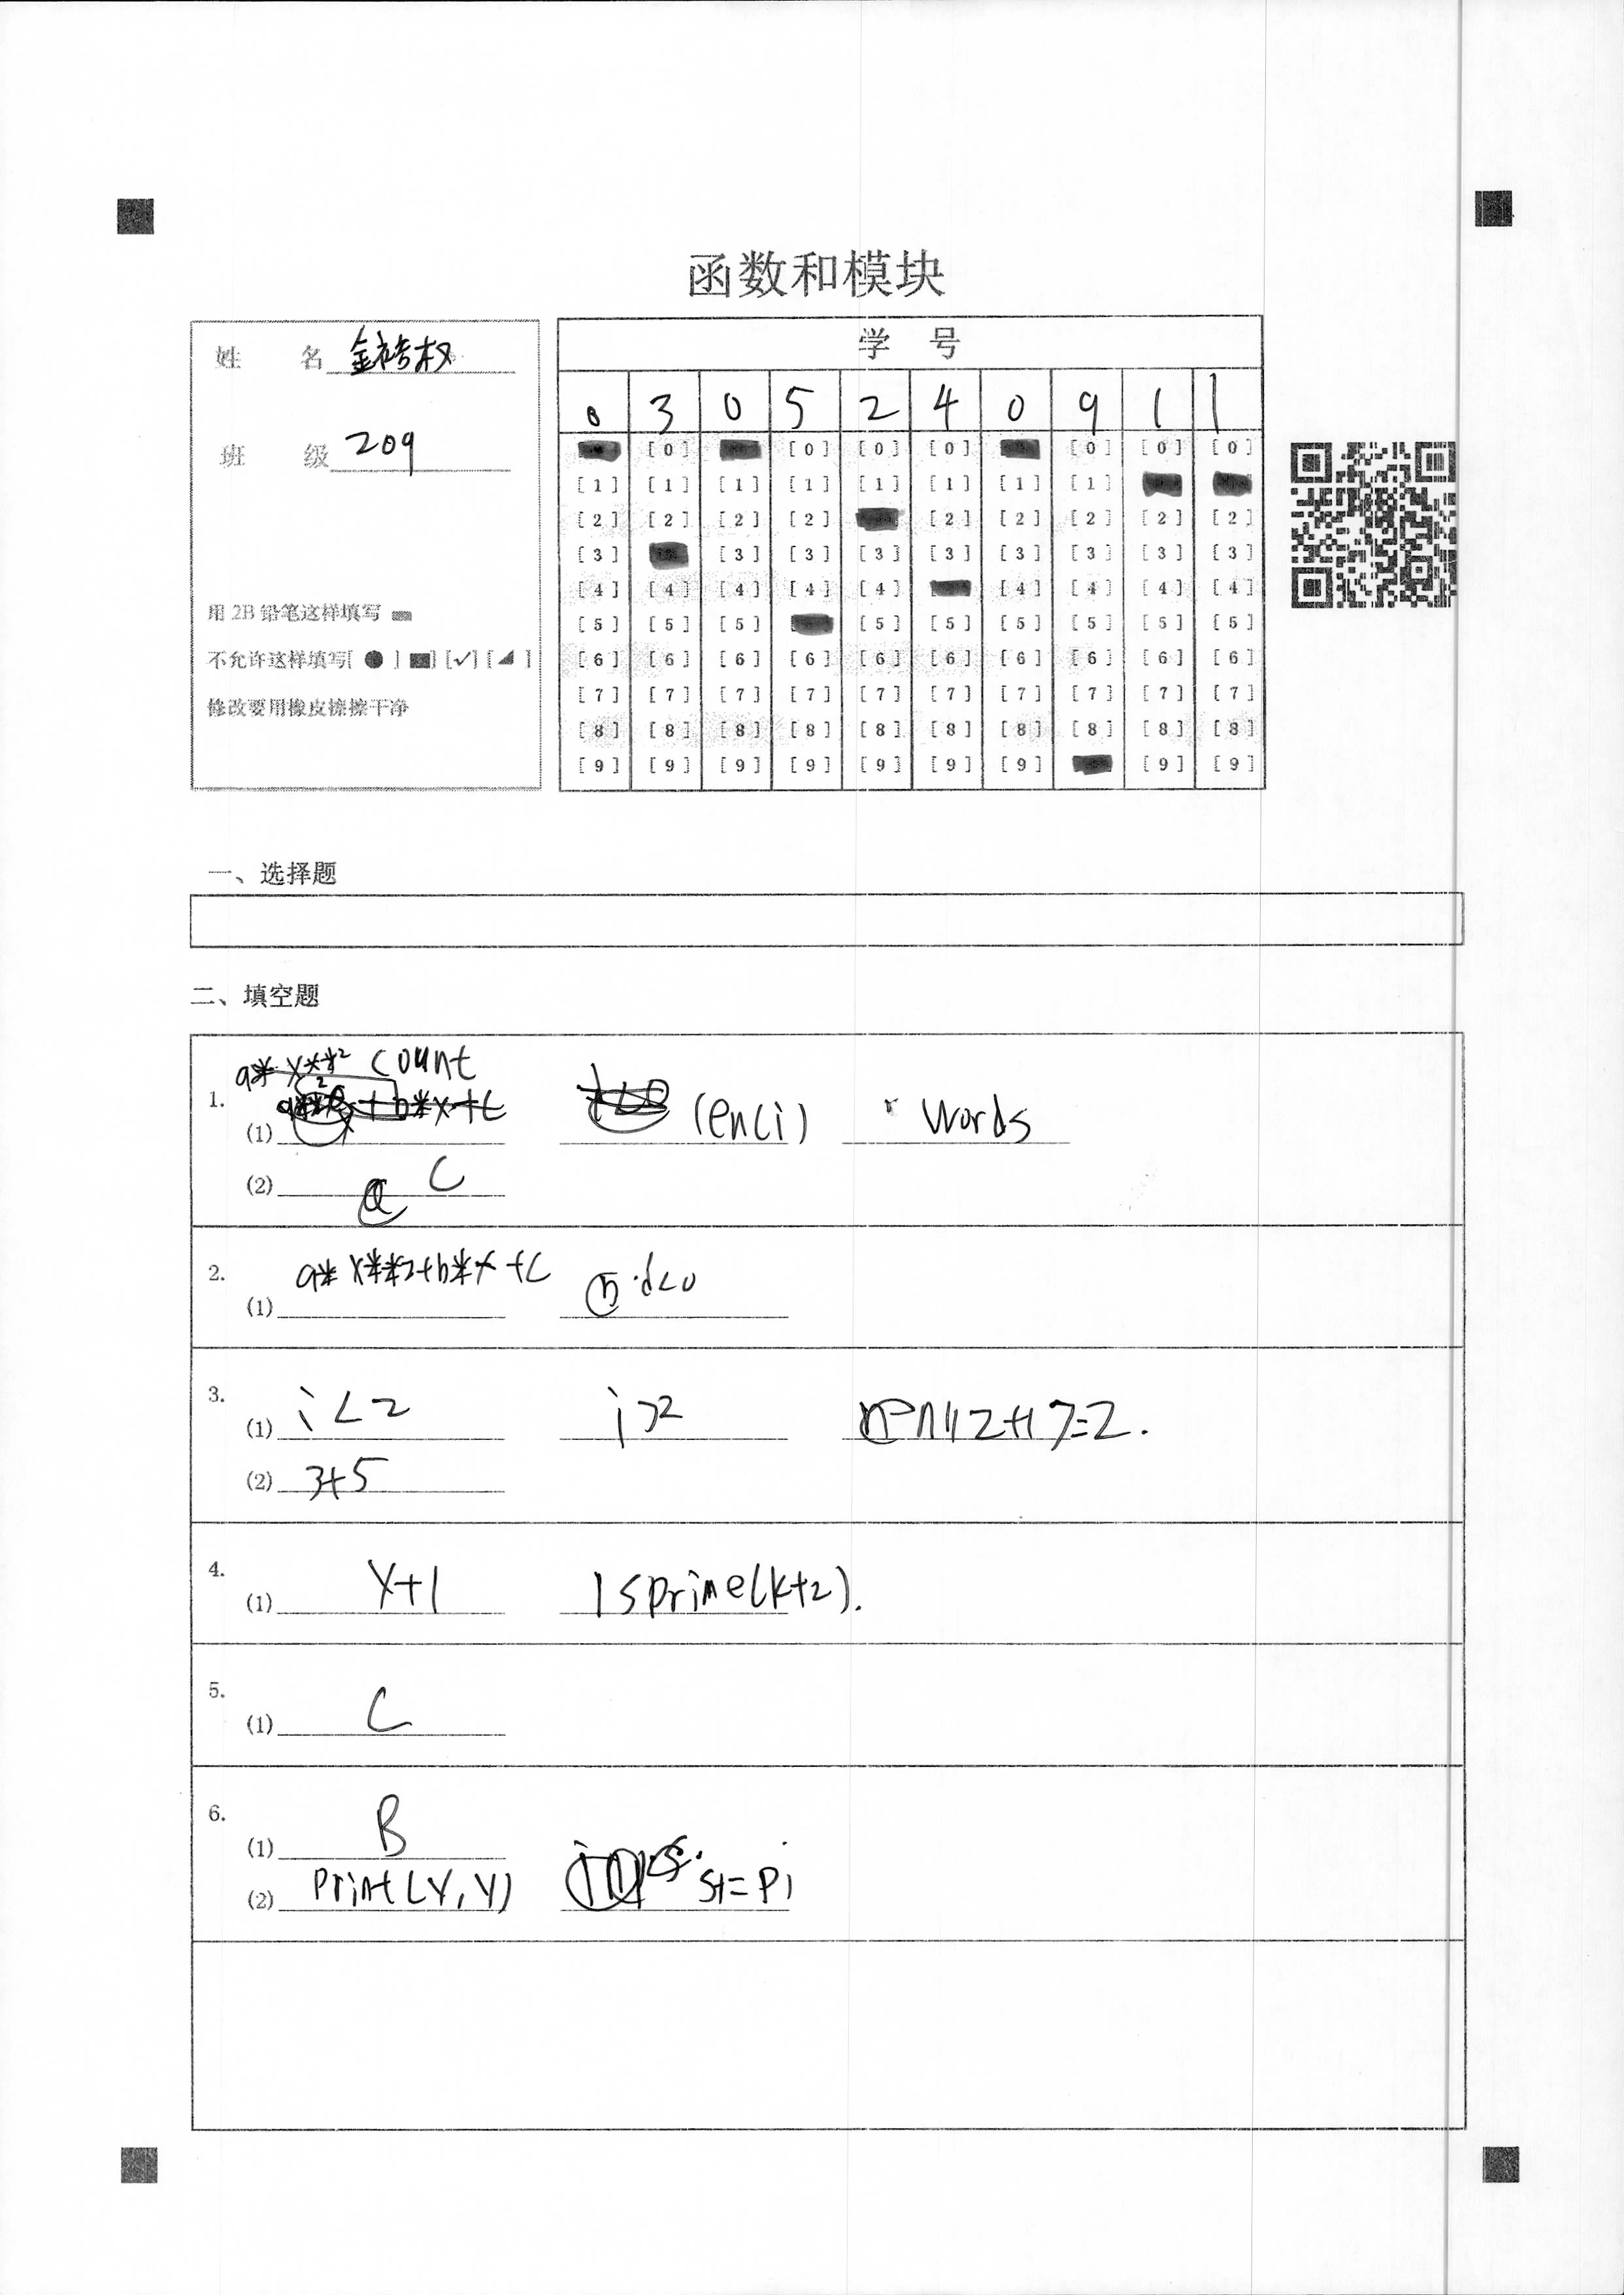 函数和模块
姓 名
班 级 209
用 2B 铅笔这样填写
不允许这样填写[ ● ] [✓] [ ◢ ]
修改要用橡皮擦擦干净
学 号
0 3 0 5 2 4 0 9 1 1
[0] [0] [0] [0] [0] [0] [0]
[1] [1] [1] [1] [1] [1] [1] [1]
[2] [2] [2] [2] [2] [2] [2] [2] [2]
[3] [3] [3] [3] [3] [3] [3] [3] [3]
[4] [4] [4] [4] [4] [4] [4] [4] [4]
[5] [5] [5] [5] [5] [5] [5] [5] [5]
[6] [6] [6] [6] [6] [6] [6] [6] [6] [6]
[7] [7] [7] [7] [7] [7] [7] [7] [7] [7]
[8] [8] [8] [8] [8] [8] [8] [8] [8] [8]
[9] [9] [9] [9] [9] [9] [9] [9] [9]
一、选择题
二、填空题
a* x**2 count
1.
(1) len(i) words
(2) C
2. a* x**2+b*x+c d<0
(1)
3.
(1) i<2 i>2 n//2+1 >=2.
(2) 3+5
4.
(1) x+1 isprime(k+2).
5.
(1) C
6.
(1) B
(2) print(x,y) s+=pi